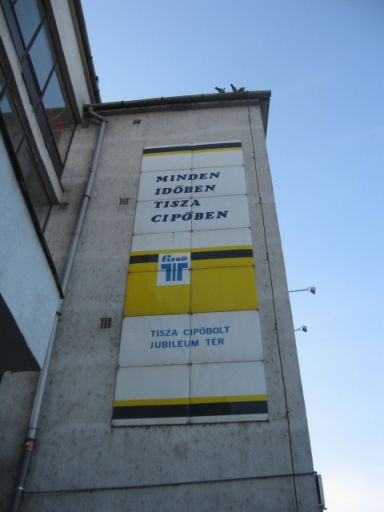 MINDEN
IDŐBEN
TISZA
CIPŐBEN
tisza
TISZA CIPŐBOLT
JUBILEUM TÉR